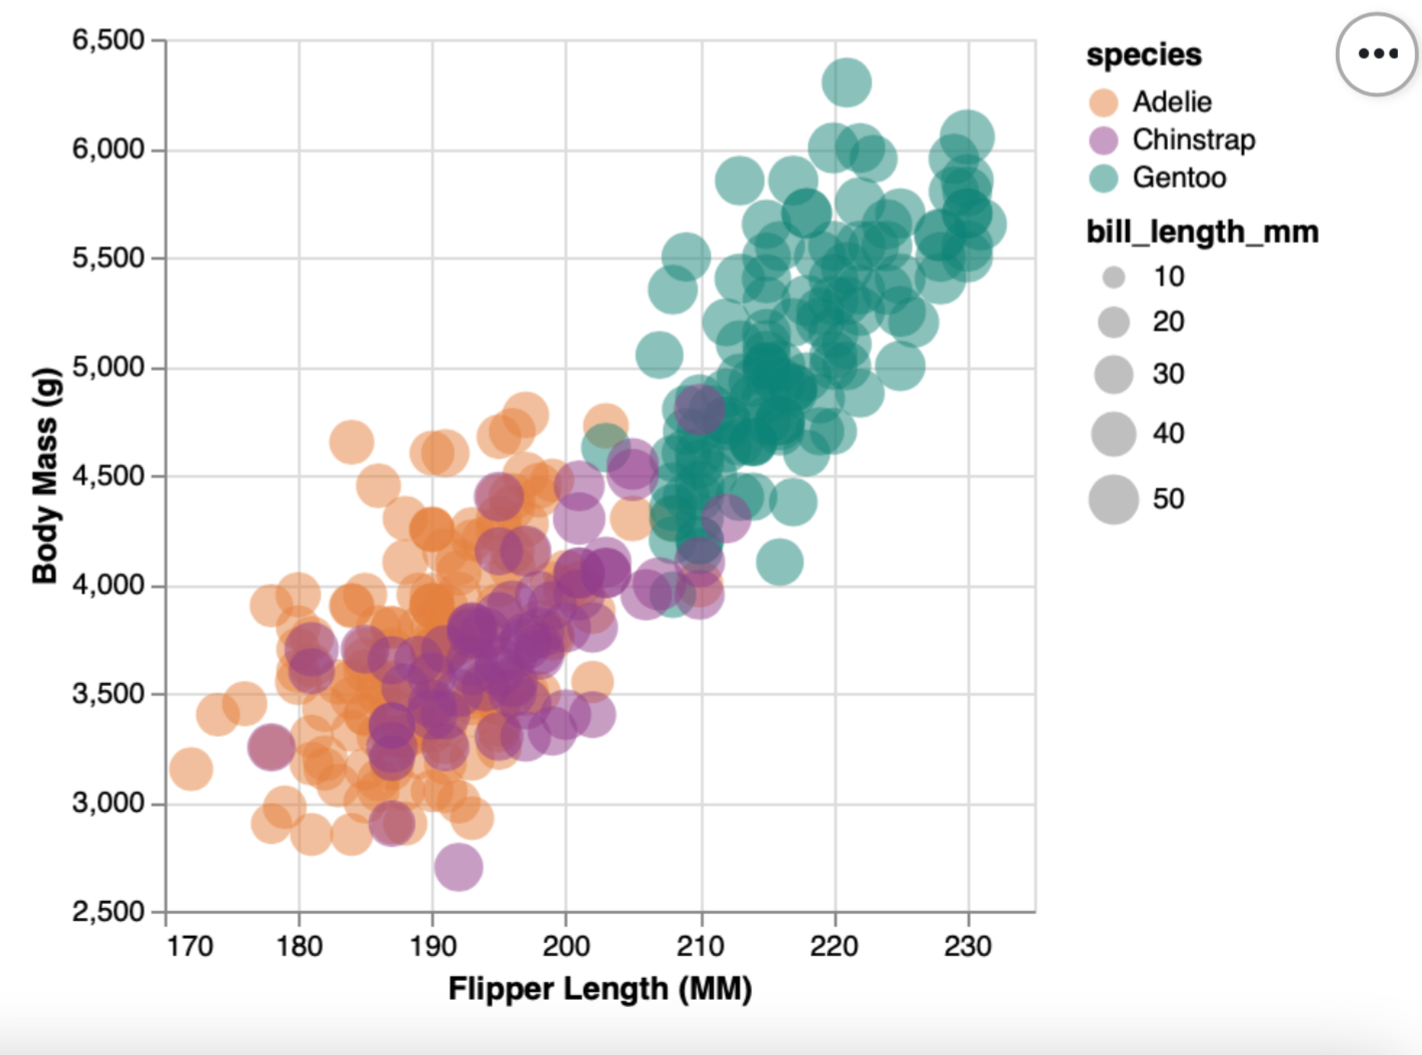 6,500
6,000
5,500
5,000
4,500
4,000
3,500
3,000
2,500
Body Mass (g)
170 180 190 200 210 220 230
Flipper Length (MM)
species
Adelie
Chinstrap
Gentoo
bill_length_mm
10
20
30
40
50